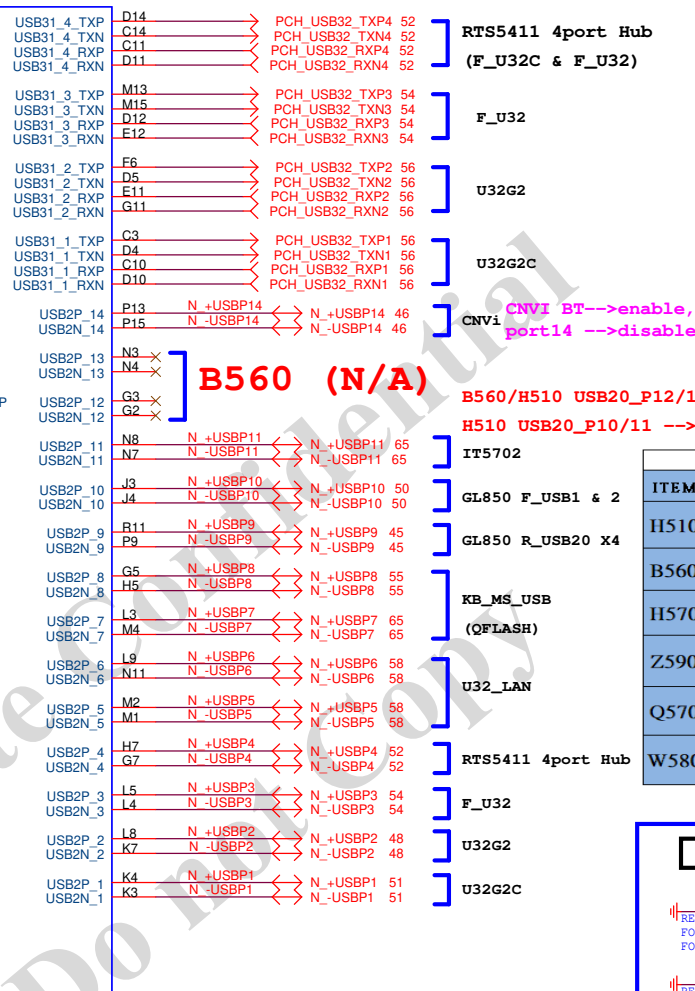 USB31_4_TXP D14 PCH_USB32_TXP4 52
USB31_4_TXN C14 PCH_USB32_TXN4 52
USB31_4_RXP C11 PCH_USB32_RXP4 52
USB31_4_RXN D11 PCH_USB32_RXN4 52
RTS5411 4port Hub
(F_U32C & F_U32)
USB31_3_TXP M13 PCH_USB32_TXP3 54
USB31_3_TXN M15 PCH_USB32_TXN3 54
USB31_3_RXP D12 PCH_USB32_RXP3 54
USB31_3_RXN E12 PCH_USB32_RXN3 54
F_U32
USB31_2_TXP F6 PCH_USB32_TXP2 56
USB31_2_TXN D5 PCH_USB32_TXN2 56
USB31_2_RXP E11 PCH_USB32_RXP2 56
USB31_2_RXN G11 PCH_USB32_RXN2 56
U32G2
USB31_1_TXP C3 PCH_USB32_TXP1 56
USB31_1_TXN D4 PCH_USB32_TXN1 56
USB31_1_RXP C10 PCH_USB32_RXP1 56
USB31_1_RXN D10 PCH_USB32_RXN1 56
U32G2C
USB2P_14 P13 N_+USBP14 N_+USBP14 46
USB2N_14 P15 N_-USBP14 N_-USBP14 46
CNVi
CNVI BT-->enable,
port14 -->disable
USB2P_13 N3
USB2N_13 N4
B560 (N/A)
P
USB2P_12 G3
USB2N_12 G2
B560/H510 USB20_P12/1
H510 USB20_P10/11 -->
USB2P_11 N8 N_+USBP11 N_+USBP11 65
USB2N_11 N7 N_-USBP11 N_-USBP11 65
IT5702
USB2P_10 J3 N_+USBP10 N_+USBP10 50
USB2N_10 J4 N_-USBP10 N_-USBP10 50
GL850 F_USB1 & 2
USB2P_9 R11 N_+USBP9 N_+USBP9 45
USB2N_9 P9 N_-USBP9 N_-USBP9 45
GL850 R_USB20 X4
USB2P_8 G5 N_+USBP8 N_+USBP8 55
USB2N_8 H5 N_-USBP8 N_-USBP8 55
USB2P_7 L3 N_+USBP7 N_+USBP7 65
USB2N_7 M4 N_-USBP7 N_-USBP7 65
KB_MS_USB
(QFLASH)
USB2P_6 L9 N_+USBP6 N_+USBP6 58
USB2N_6 N11 N_-USBP6 N_-USBP6 58
USB2P_5 M2 N_+USBP5 N_+USBP5 58
USB2N_5 M1 N_-USBP5 N_-USBP5 58
U32_LAN
USB2P_4 H7 N_+USBP4 N_+USBP4 52
USB2N_4 G7 N_-USBP4 N_-USBP4 52
RTS5411 4port Hub
USB2P_3 L5 N_+USBP3 N_+USBP3 54
USB2N_3 L4 N_-USBP3 N_-USBP3 54
F_U32
USB2P_2 L8 N_+USBP2 N_+USBP2 48
USB2N_2 K7 N_-USBP2 N_-USBP2 48
U32G2
USB2P_1 K4 N_+USBP1 N_+USBP1 51
USB2N_1 K3 N_-USBP1 N_-USBP1 51
U32G2C
ITEM
H510
B560
H570
Z590
Q570
W580
RE
FO
FO
Confidential
Do not Copy